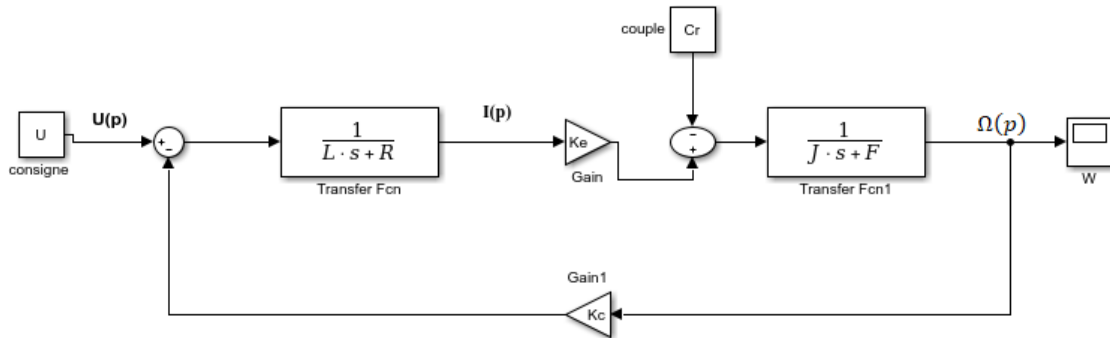 couple
Cr
U
consigne
U(p)
+
−
1
L · s + R
Transfer Fcn
I(p)
Ke
Gain
−
+
1
J · s + F
Transfer Fcn1
Ω(p)
W
Gain1
Kc